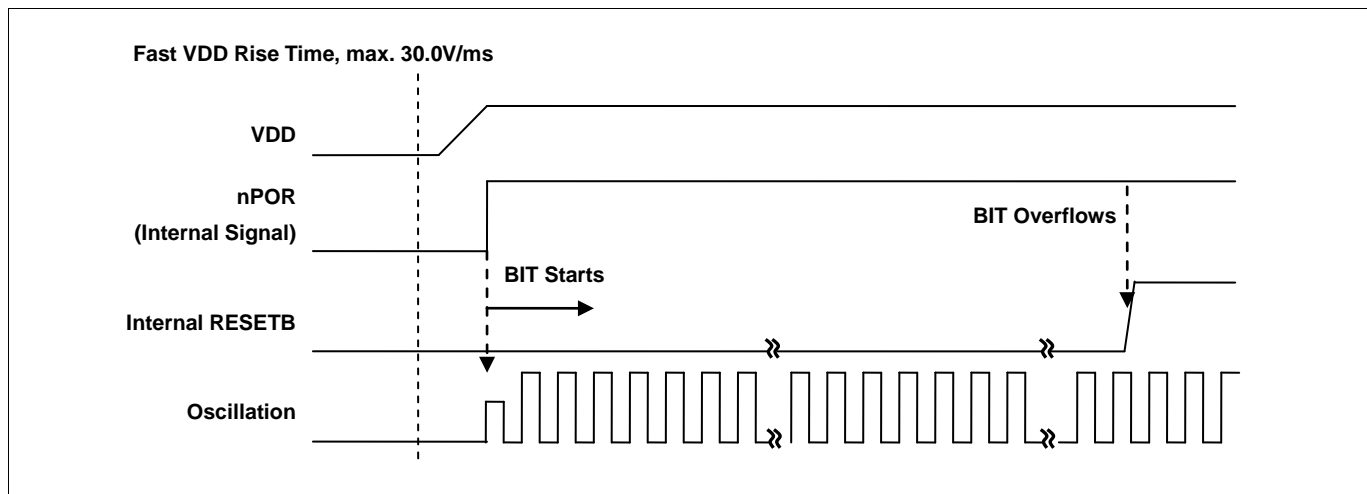 Fast VDD Rise Time, max. 30.0V/ms
VDD
nPOR
(Internal Signal)
BIT Overflows
BIT Starts
Internal RESETB
Oscillation